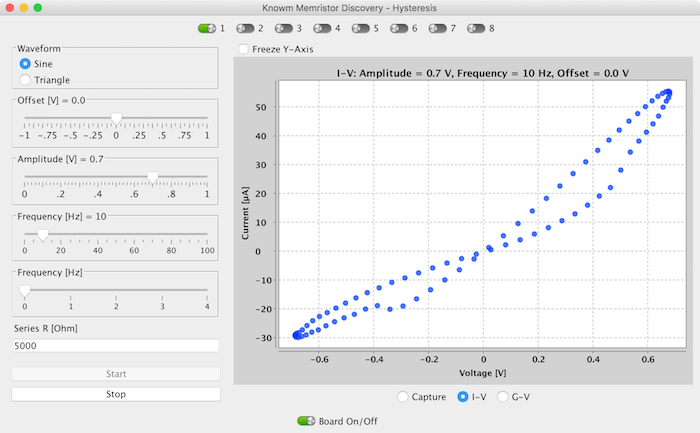 Knowm Memristor Discovery - Hysteresis
1 2 3 4 5 6 7 8
Waveform
Sine
Triangle
Offset [V] = 0.0
-1 -.75 -.5 -.25 0 .25 .5 .75 1
Amplitude [V] = 0.7
0 .2 .4 .6 .8 1
Frequency [Hz] = 10
0 20 40 60 80 100
Frequency [Hz]
0 1 2 3 4
Series R [Ohm]
5000
Start
Stop
Freeze Y-Axis
I-V: Amplitude = 0.7 V, Frequency = 10 Hz, Offset = 0.0 V
Current [µA]
50
40
30
20
10
0
-10
-20
-30
-0.6 -0.4 -0.2 0 0.2 0.4 0.6
Voltage [V]
Capture I-V G-V
Board On/Off